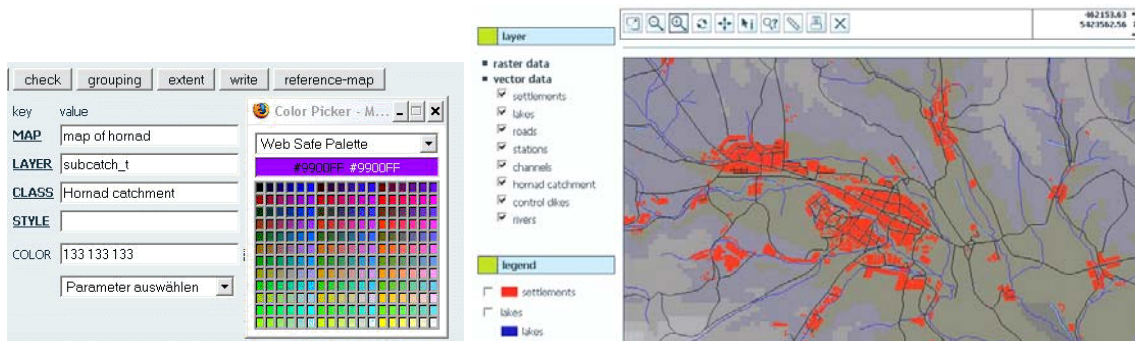 check grouping extent write reference-map
key value
MAP map of hornad
LAYER subcatch_t
CLASS Hornad catchment
STYLE
COLOR 133 133 133
Parameter auswählen
Color Picker - M...
Web Safe Palette
#9900FF #9900FF
layer
raster data
vector data
settlements
lakes
roads
stations
channels
hornad catchment
control dikes
rivers
legend
settlements
lakes
lakes
462153.63
5423562.56